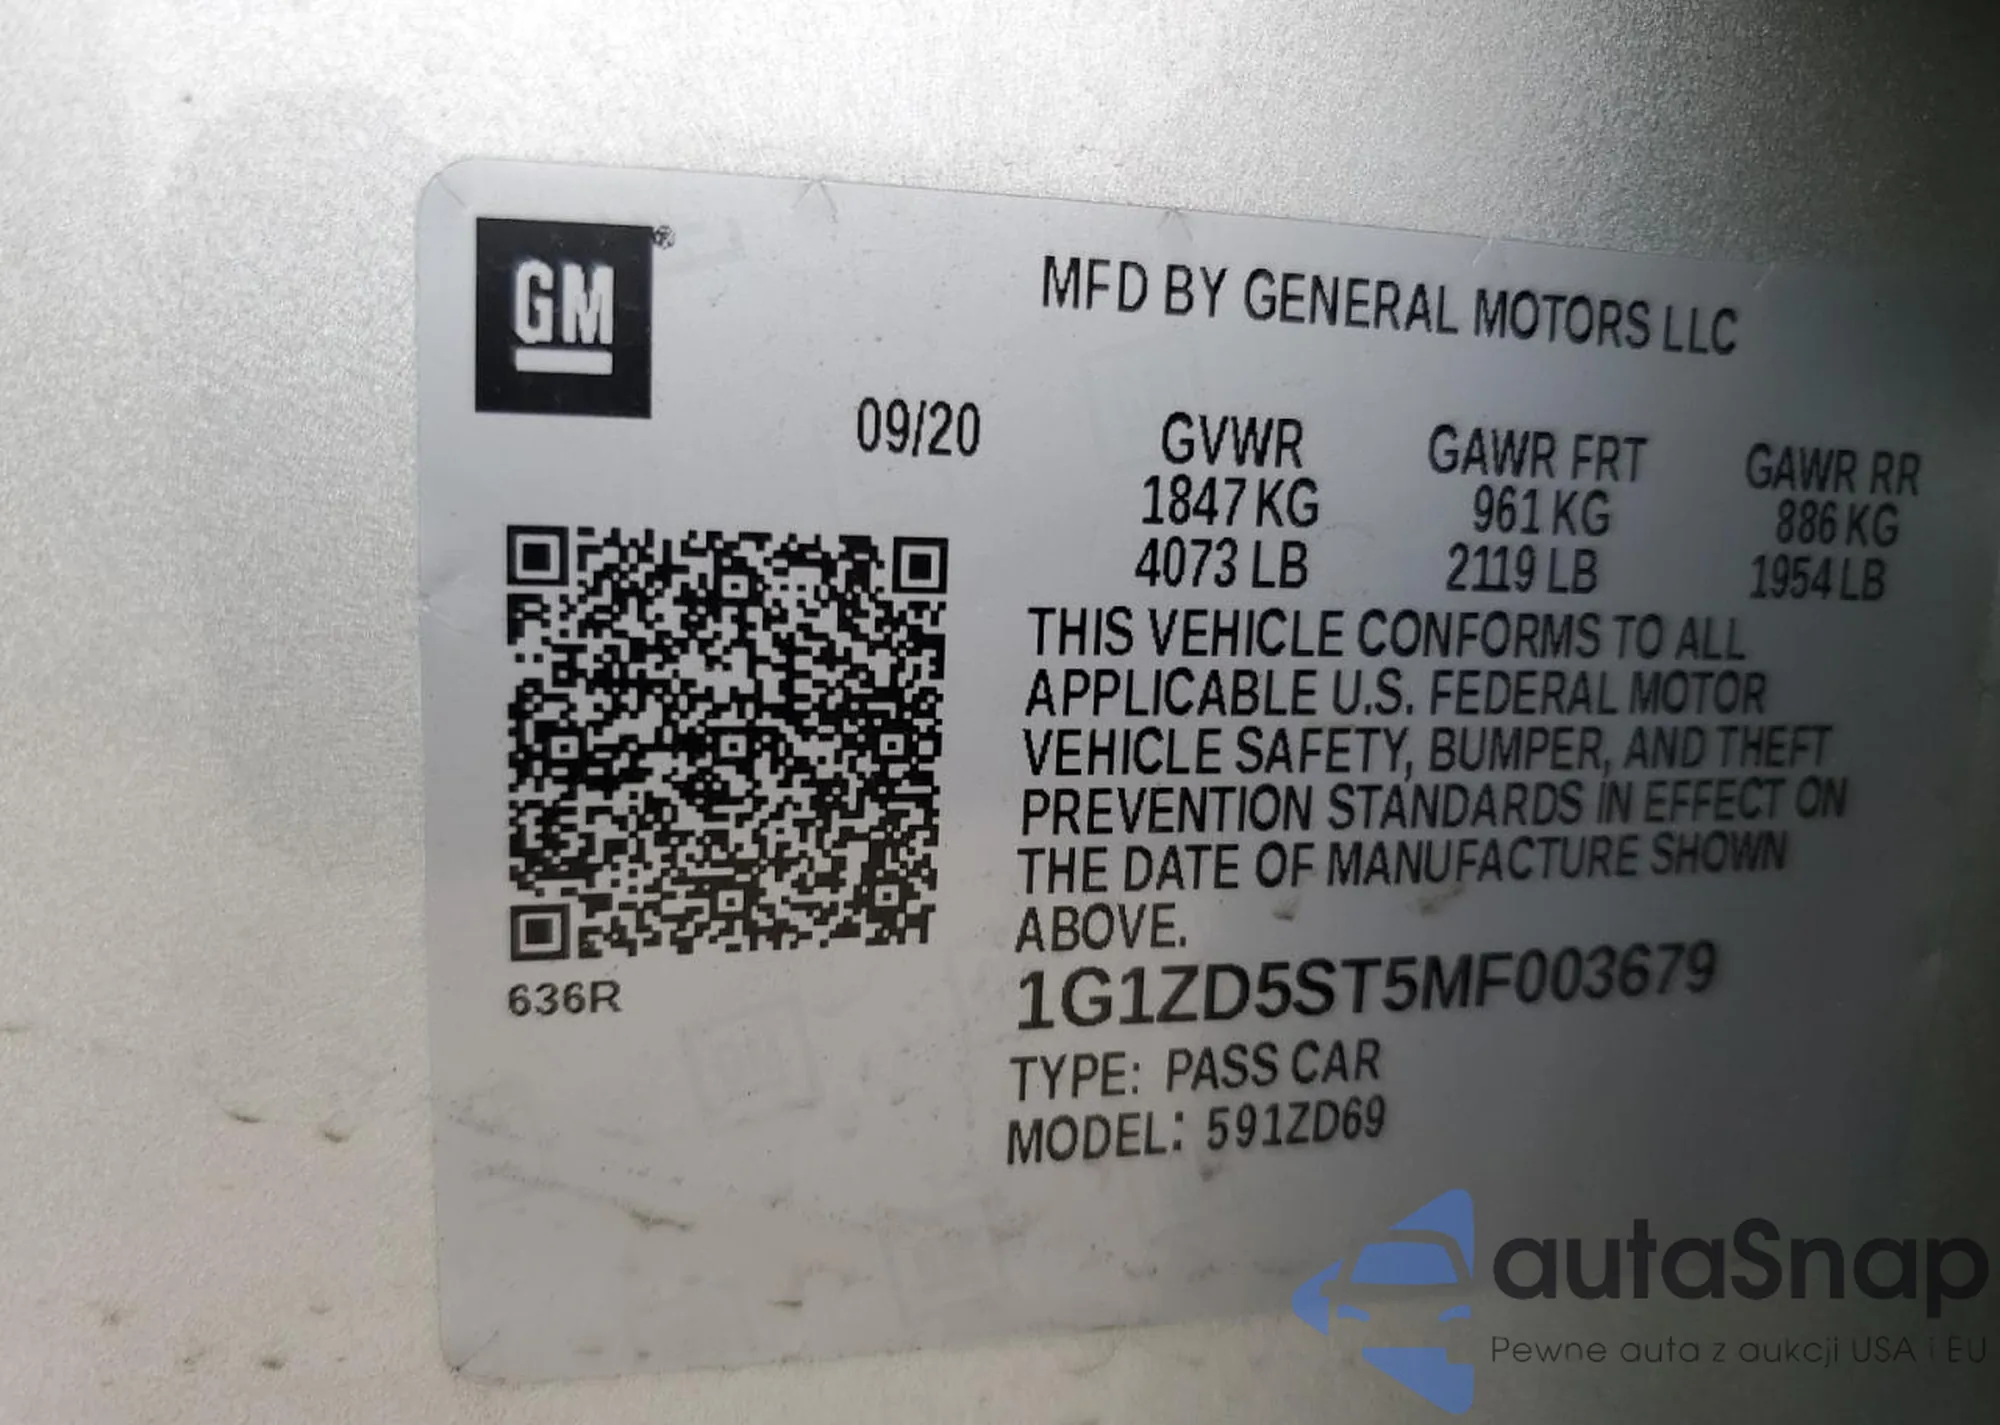 GM®
MFD BY GENERAL MOTORS LLC
09/20
GVWR GAWR FRT GAWR RR
1847 KG 961 KG 886 KG
4073 LB 2119 LB 1954 LB
THIS VEHICLE CONFORMS TO ALL
APPLICABLE U.S. FEDERAL MOTOR
VEHICLE SAFETY, BUMPER, AND THEFT
PREVENTION STANDARDS IN EFFECT ON
THE DATE OF MANUFACTURE SHOWN
ABOVE.
636R
1G1ZD5ST5MF003679
TYPE: PASS CAR
MODEL: 591ZD69
autaSnap
Pewne auta z aukcji USA i EU